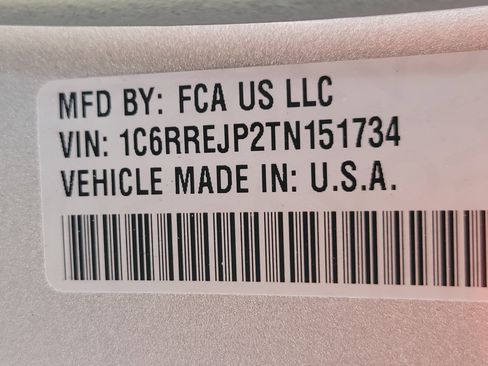 MFD BY: FCA US LLC
VIN: 1C6RREJP2TN151734
VEHICLE MADE IN: U.S.A.